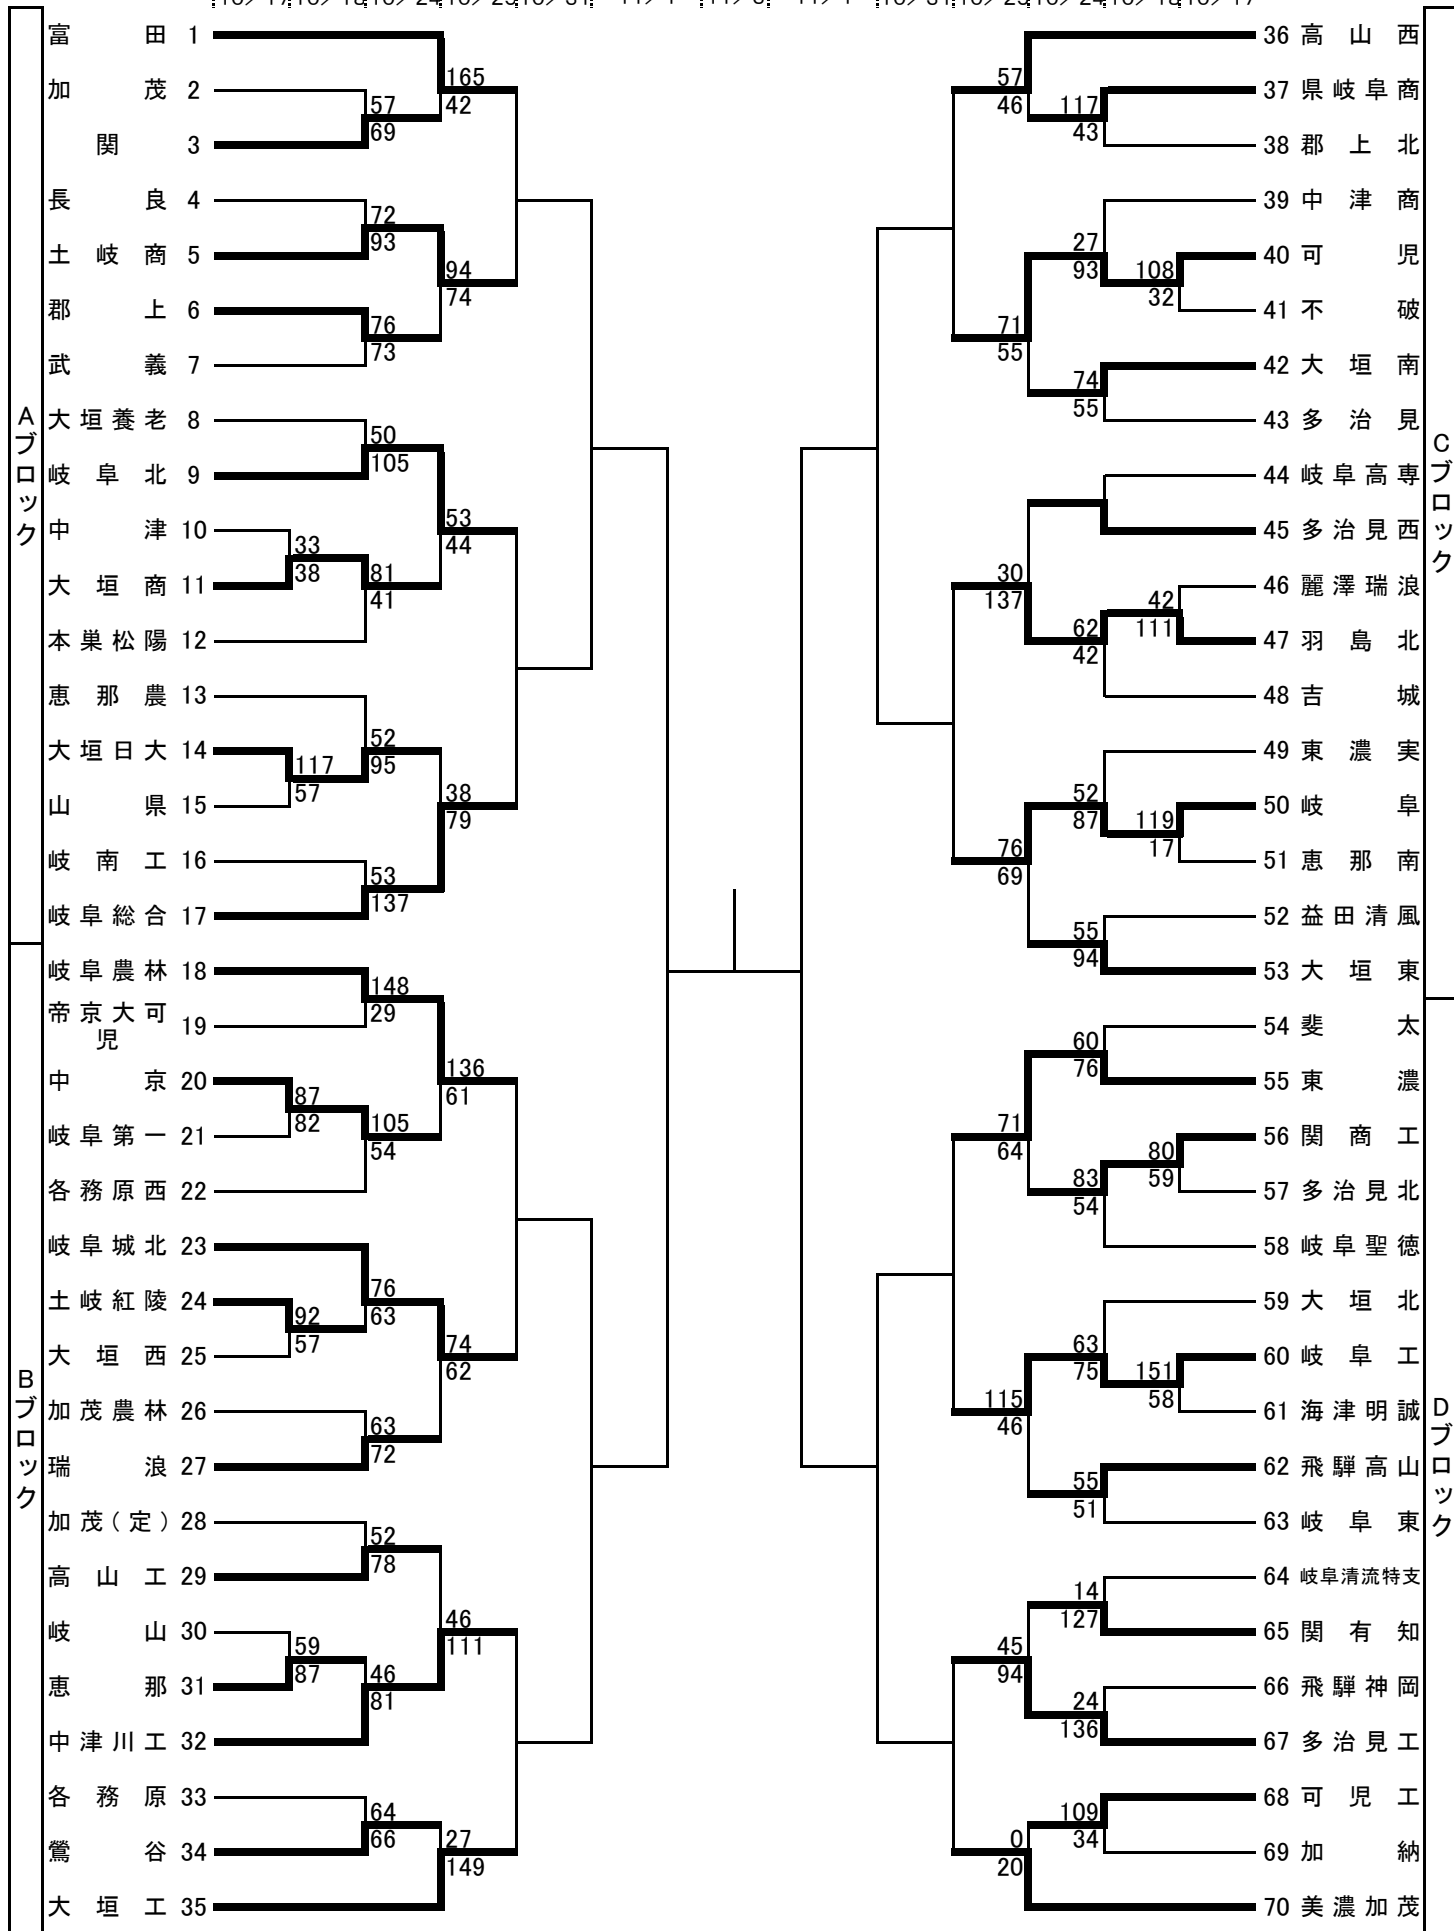 Aブロック
富田 1
加茂 2
関 3
長良 4
土岐商 5
郡上 6
武義 7
大垣養老 8
岐阜北 9
中津 10
大垣商 11
本巣松陽 12
恵那農 13
大垣日大 14
山県 15
岐南工 16
岐阜総合 17
165
42
57
69
72
93
94
74
76
73
50
105
53
44
33
38
81
41
52
95
117
57
38
79
53
137
Bブロック
岐阜農林 18
帝京大可
児 19
中京 20
岐阜第一 21
各務原西 22
岐阜城北 23
土岐紅陵 24
大垣西 25
加茂農林 26
瑞浪 27
加茂(定) 28
高山工 29
岐山 30
恵那 31
中津川工 32
各務原 33
鶯谷 34
大垣工 35
148
29
136
61
87
82
105
54
76
63
92
57
74
62
63
72
52
78
46
111
59
87
46
81
64
66
27
149
Cブロック
36 高山西
37 県岐阜商
38 郡上北
39 中津商
40 可児
41 不破
42 大垣南
43 多治見
44 岐阜高専
45 多治見西
46 麗澤瑞浪
47 羽島北
48 吉城
49 東濃実
50 岐阜
51 恵那南
52 益田清風
53 大垣東
57
46
117
43
27
93
108
32
71
55
74
55
30
137
42
111
62
42
52
87
119
17
76
69
55
94
Dブロック
54 斐太
55 東濃
56 関商工
57 多治見北
58 岐阜聖徳
59 大垣北
60 岐阜工
61 海津明誠
62 飛騨高山
63 岐阜東
64 岐阜清流特支
65 関有知
66 飛騨神岡
67 多治見工
68 可児工
69 加納
70 美濃加茂
60
76
71
64
80
59
83
54
63
75
151
58
115
46
55
51
14
127
45
94
24
136
109
34
0
20